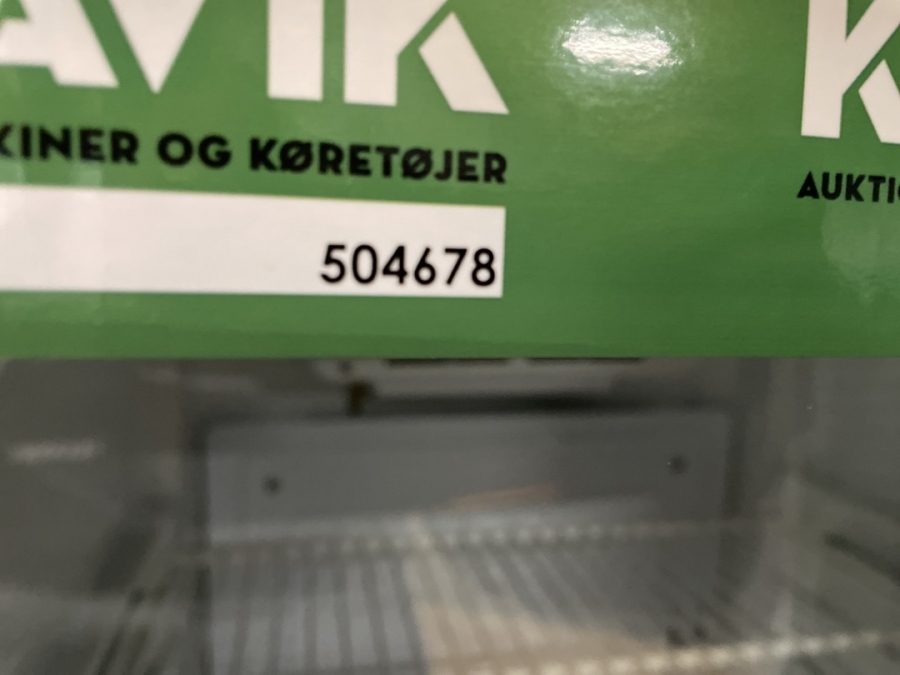 AVIK
KINER OG KØRETØJER
504678
K
AUKTI